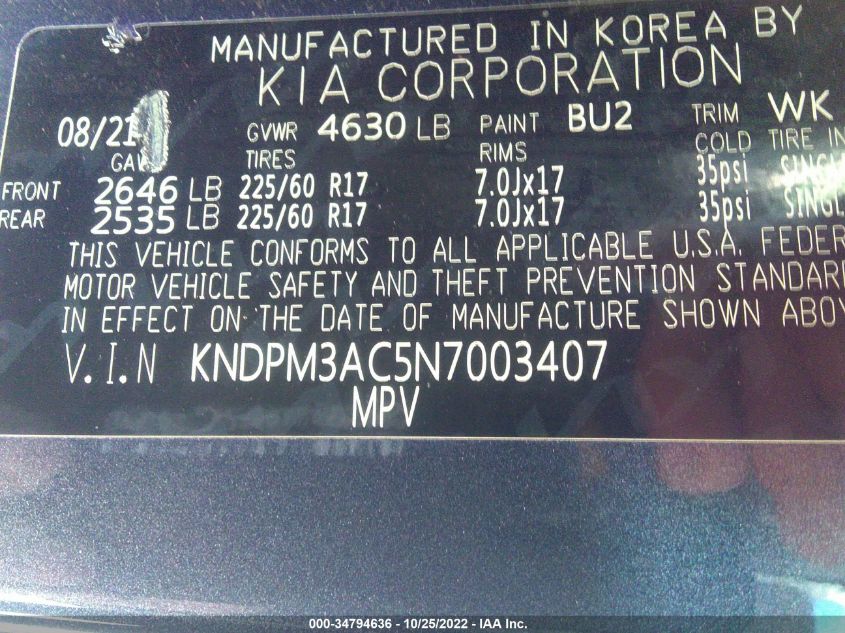 MANUFACTURED IN KOREA BY
KIA CORPORATION
08/21 GVWR 4630 LB PAINT BU2 TRIM WK
TIRES RIMS COLD TIRE
FRONT 2646 LB 225/60 R17 7.0Jx17 35psi
REAR 2535 LB 225/60 R17 7.0Jx17 35psi
THIS VEHICLE CONFORMS TO ALL APPLICABLE U.S.A. FEDER
MOTOR VEHICLE SAFETY AND THEFT PREVENTION STANDARD
IN EFFECT ON THE DATE OF MANUFACTURE SHOWN ABOV
V.I.N KNDPM3AC5N7003407
MPV
000-34794636 - 10/25/2022 - IAA Inc.